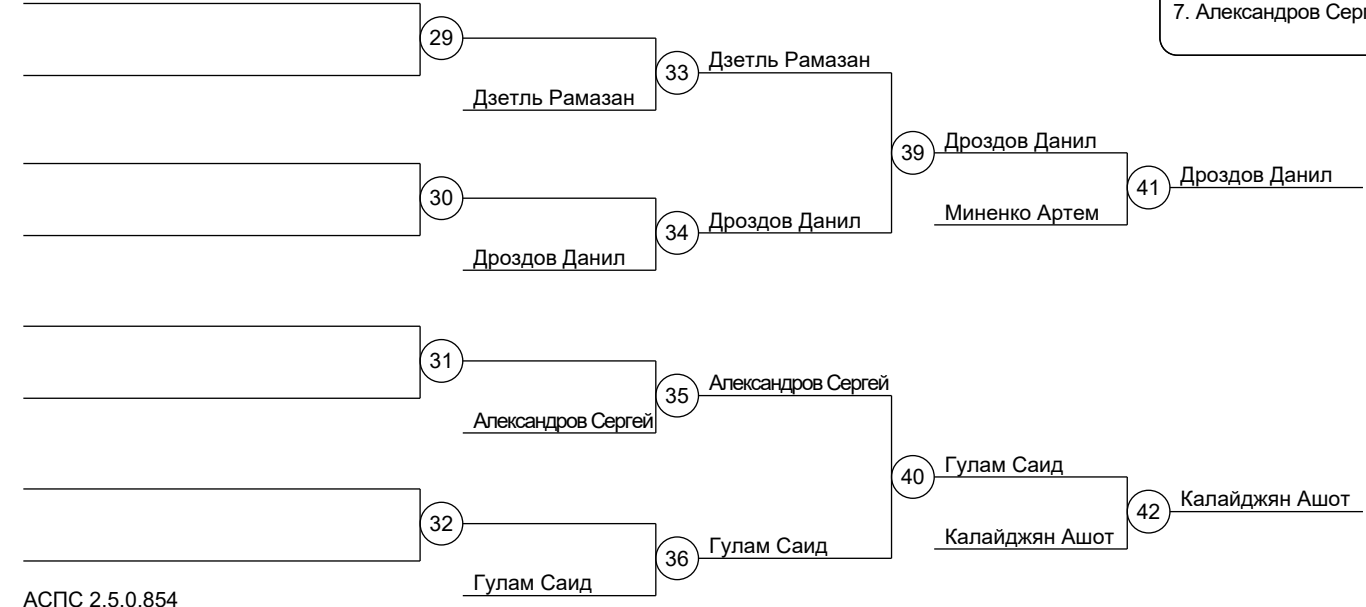 7. Александров Серг
29
33
Дзетль Рамазан
Дзетль Рамазан
39
Дроздов Данил
41
Дроздов Данил
30
34
Дроздов Данил
Миненко Артем
Дроздов Данил
31
35
Александров Сергей
Александров Сергей
40
Гулам Саид
42
Калайджян Ашот
32
36
Гулам Саид
Калайджян Ашот
Гулам Саид
АСПС 2.5.0.854